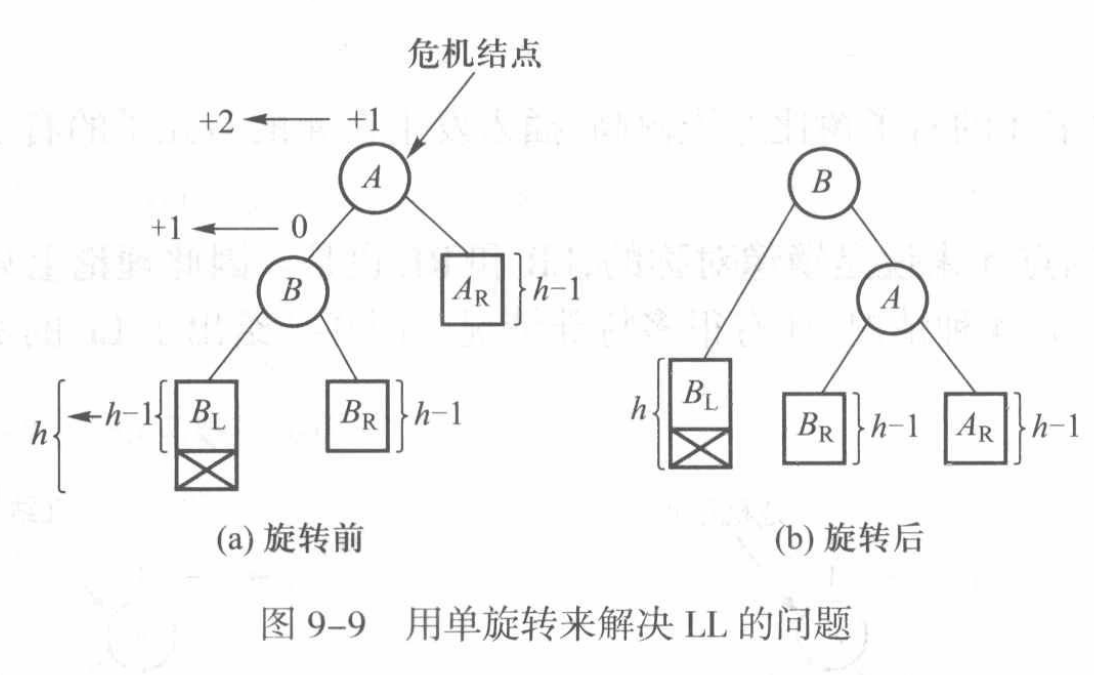 危机结点
+2 +1
A
+1 0
B
A_R h-1
h h-1 B_L B_R h-1
(a) 旋转前
B
A
h B_L
B_R h-1 A_R h-1
(b) 旋转后
图 9-9 用单旋转来解决 LL 的问题